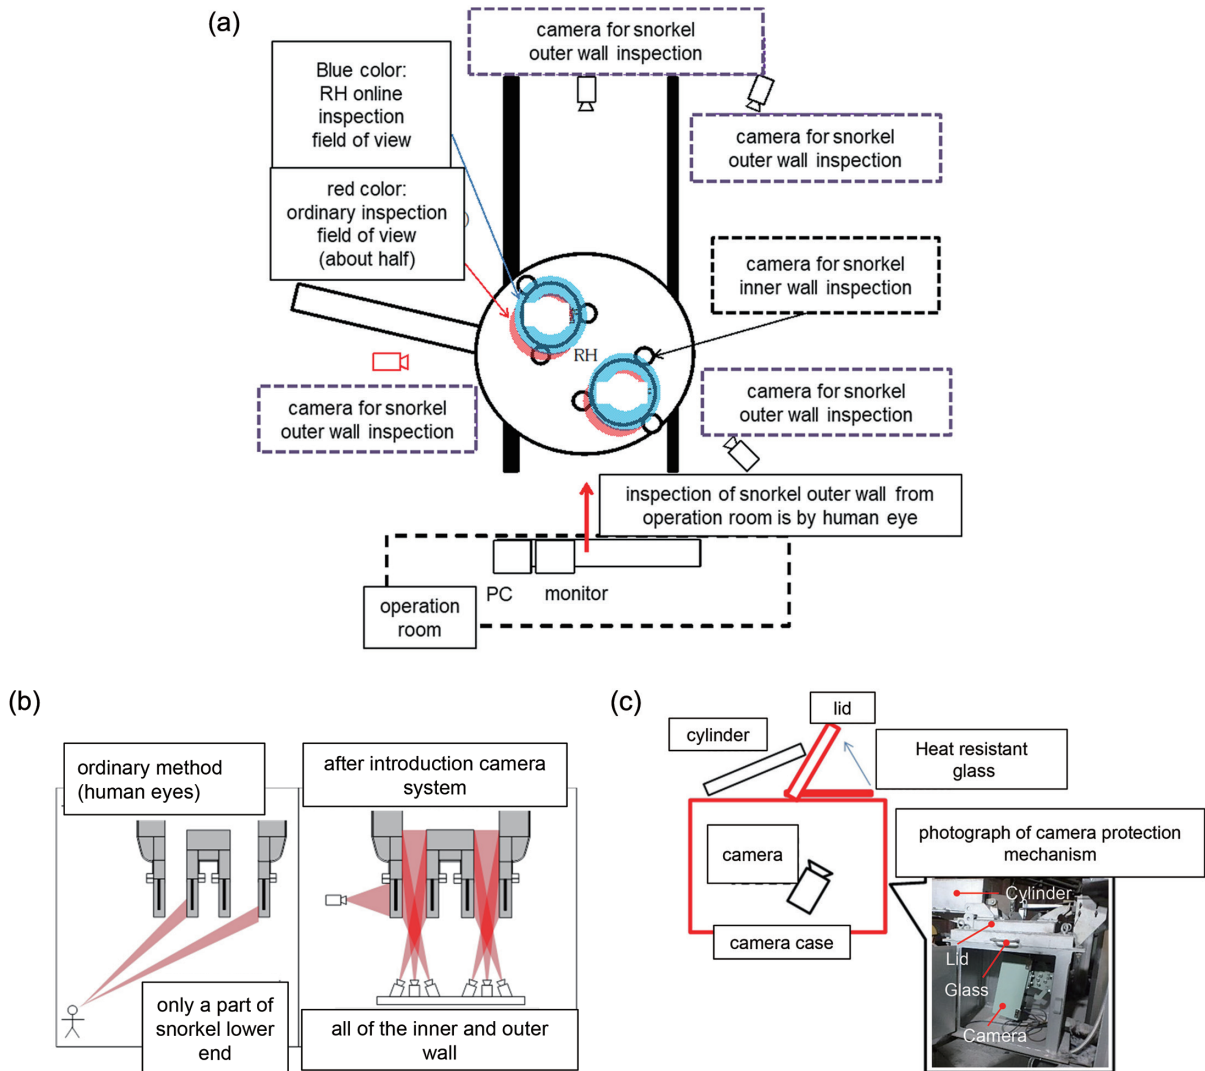 (a)
camera for snorkel
outer wall inspection
Blue color:
RH online
inspection
field of view
camera for snorkel
outer wall inspection
red color:
ordinary inspection
field of view
(about half)
)
camera for snorkel
inner wall inspection
RH
camera for snorkel
outer wall inspection
camera for snorkel
outer wall inspection
inspection of snorkel outer wall from
operation room is by human eye
PC
monitor
operation
room
(b)
ordinary method
(human eyes)
after introduction camera
system
only a part of
snorkel lower
end
all of the inner and outer
wall
(c)
lid
cylinder
Heat resistant
glass
camera
photograph of camera protection
mechanism
camera case
Cylinder
Lid
Glass
Camera